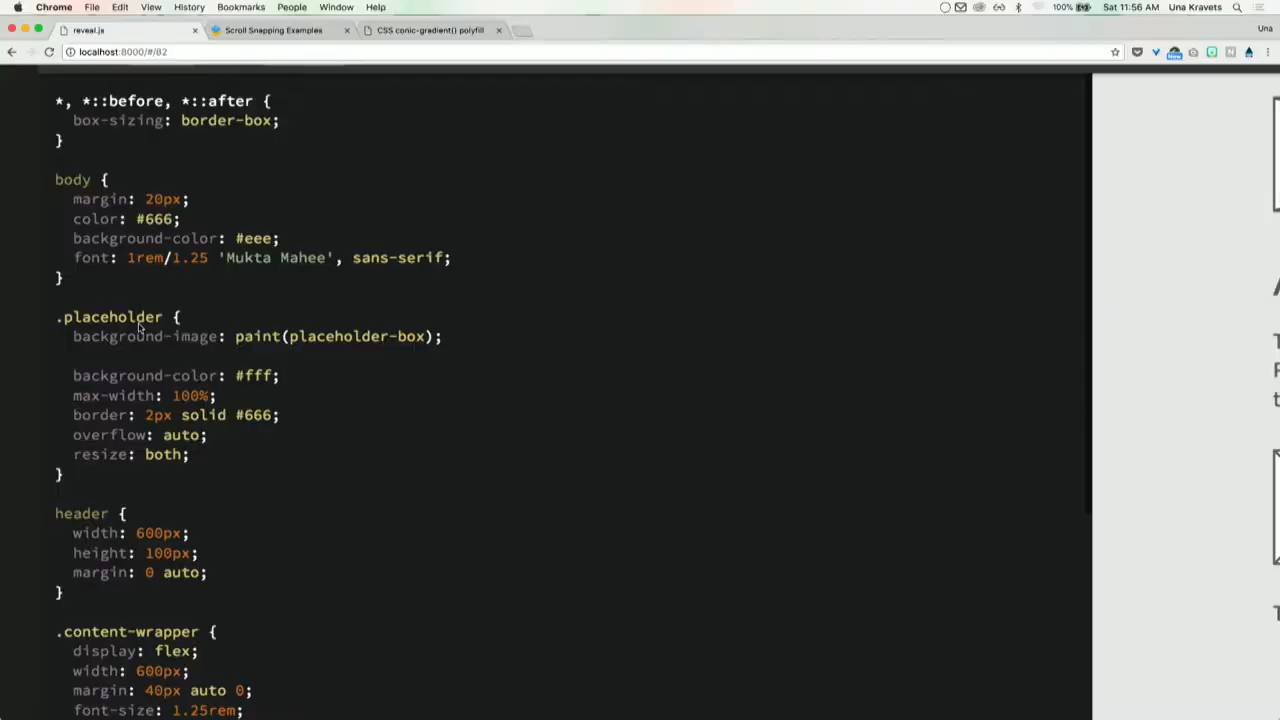 Chrome File Edit View History Bookmarks People Window Help 100% Sat 11:56 AM Una Kravets
reveal.js Scroll Snapping Examples CSS conic-gradient() polyfill Una
localhost:8000/#/82
*, *::before, *::after {
box-sizing: border-box;
}
body {
margin: 20px;
color: #666;
background-color: #eee;
font: 1rem/1.25 'Mukta Mahee', sans-serif;
}
.placeholder {
background-image: paint(placeholder-box);
background-color: #fff;
max-width: 100%;
border: 2px solid #666;
overflow: auto;
resize: both;
}
header {
width: 600px;
height: 100px;
margin: 0 auto;
}
.content-wrapper {
display: flex;
width: 600px;
margin: 40px auto 0;
font-size: 1.25rem;